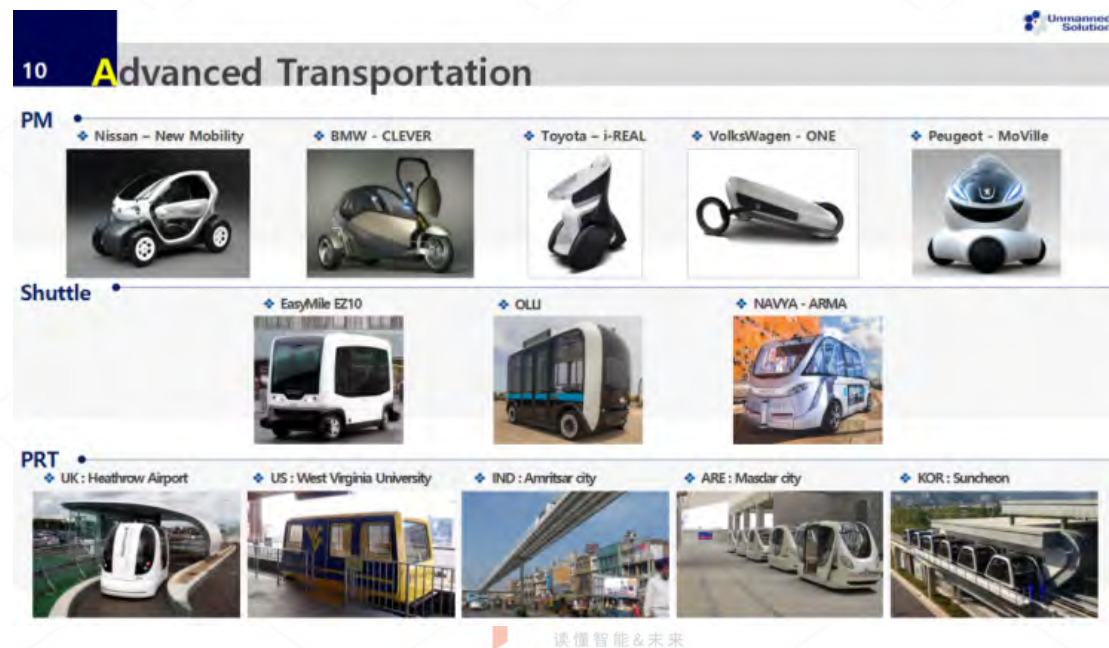 Unmanned
Solution
10 Advanced Transportation
PM
❖ Nissan – New Mobility
❖ BMW - CLEVER
❖ Toyota – i-REAL
❖ VolksWagen - ONE
❖ Peugeot - MoVille
Shuttle
❖ EasyMile EZ10
❖ OLLI
❖ NAVYA - ARMA
PRT
❖ UK : Heathrow Airport
❖ US : West Virginia University
❖ IND : Amritsar city
❖ ARE : Masdar city
❖ KOR : Suncheon
读懂智能&未来